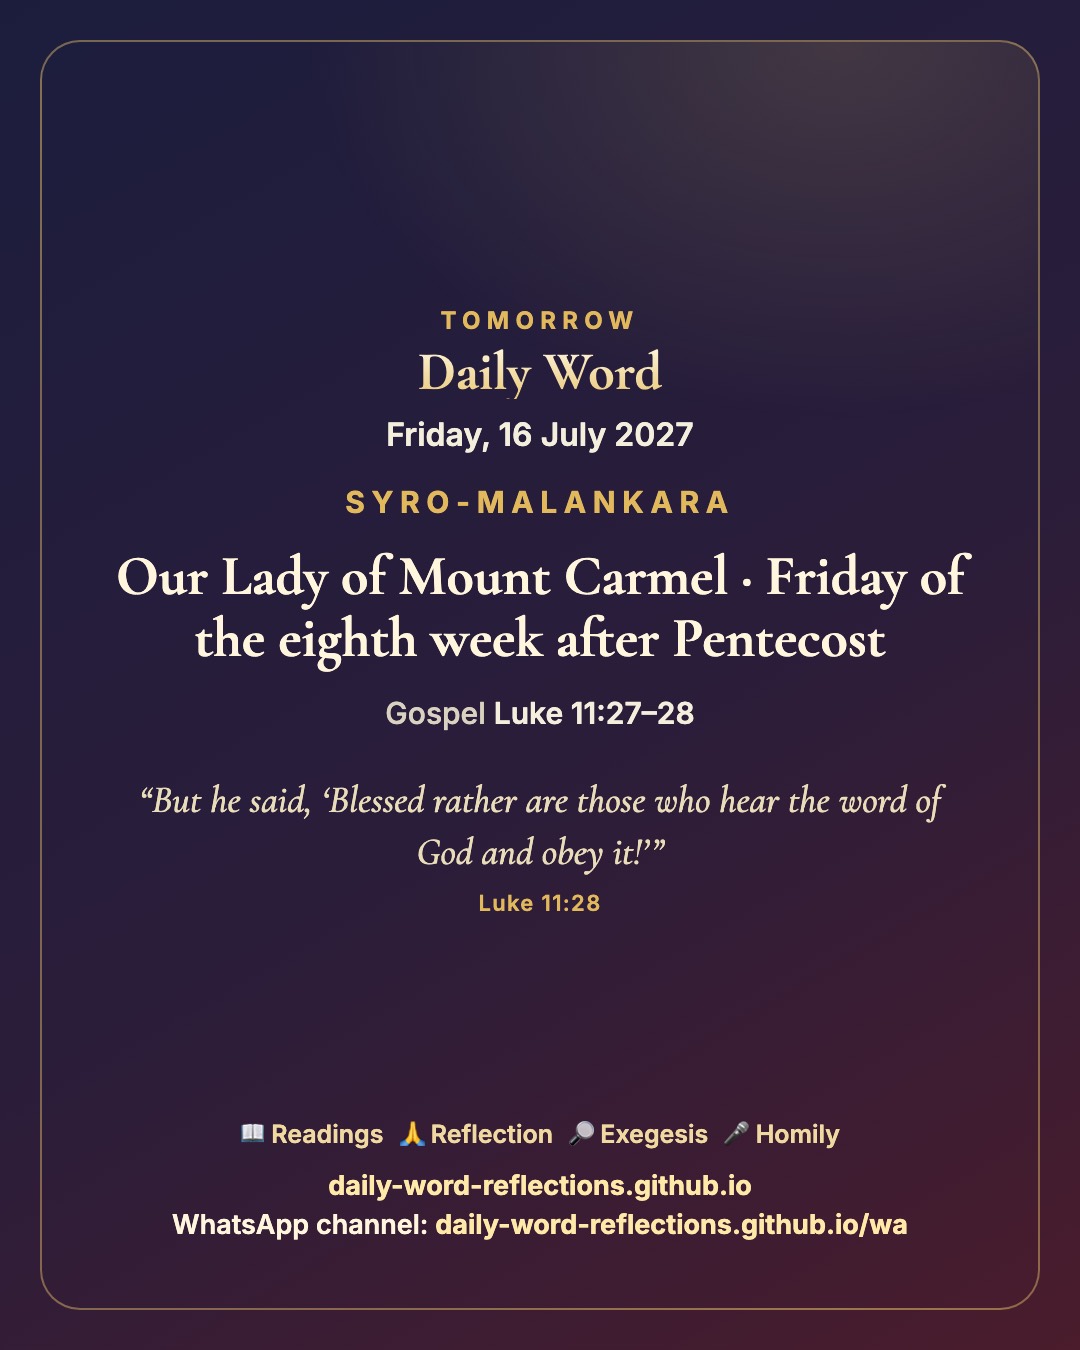 TOMORROW
Daily Word
Friday, 16 July 2027
SYRO-MALANKARA
Our Lady of Mount Carmel · Friday of
the eighth week after Pentecost
Gospel Luke 11:27–28
“But he said, ‘Blessed rather are those who hear the word of
God and obey it!’”
Luke 11:28
📖 Readings 🙏 Reflection 🔎 Exegesis 🎤 Homily
daily-word-reflections.github.io
WhatsApp channel: daily-word-reflections.github.io/wa